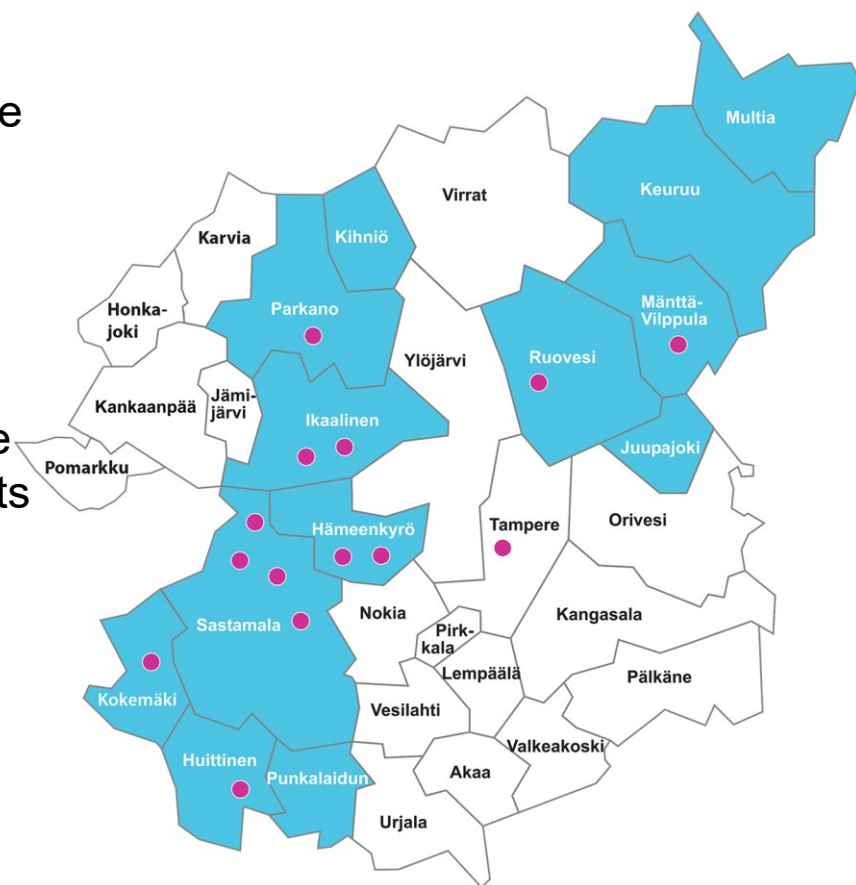 e
Multia
Keuruu
Virrat
Karvia
Kihniö
Honka-
joki
Parkano
Mänttä-
Vilppula
Ylöjärvi
Ruovesi
Kankaanpää
Jämi-
järvi
Ikaalinen
e
Juupajoki
Pomarkku
ts
Hämeenkyrö
Tampere
Orivesi
Nokia
Kangasala
Sastamala
Pirk-
kala
Lempäälä
Pälkäne
Kokemäki
Vesilahti
Valkeakoski
Huittinen
Punkalaidun
Akaa
Urjala